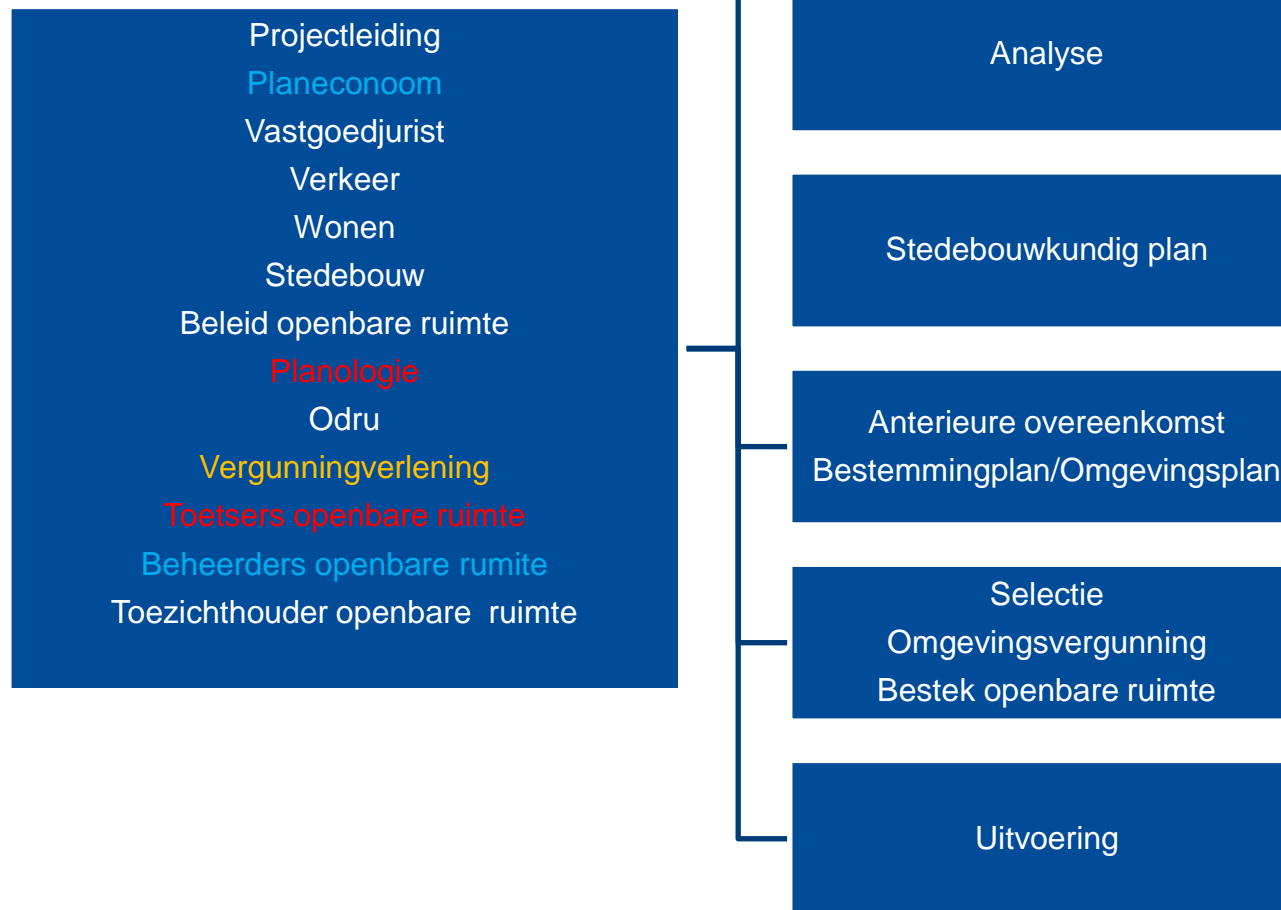 Projectleiding
Planeconoom
Vastgoedjurist
Verkeer
Wonen
Stedebouw
Beleid openbare ruimte
Planologie
Odru
Vergunningverlening
Toetsers openbare ruimte
Beheerders openbare rumite
Toezichthouder openbare  ruimte
Analyse
Stedebouwkundig plan
Anterieure overeenkomst
Bestemmingplan/Omgevingsplan
Selectie
Omgevingsvergunning
Bestek openbare ruimte
Uitvoering